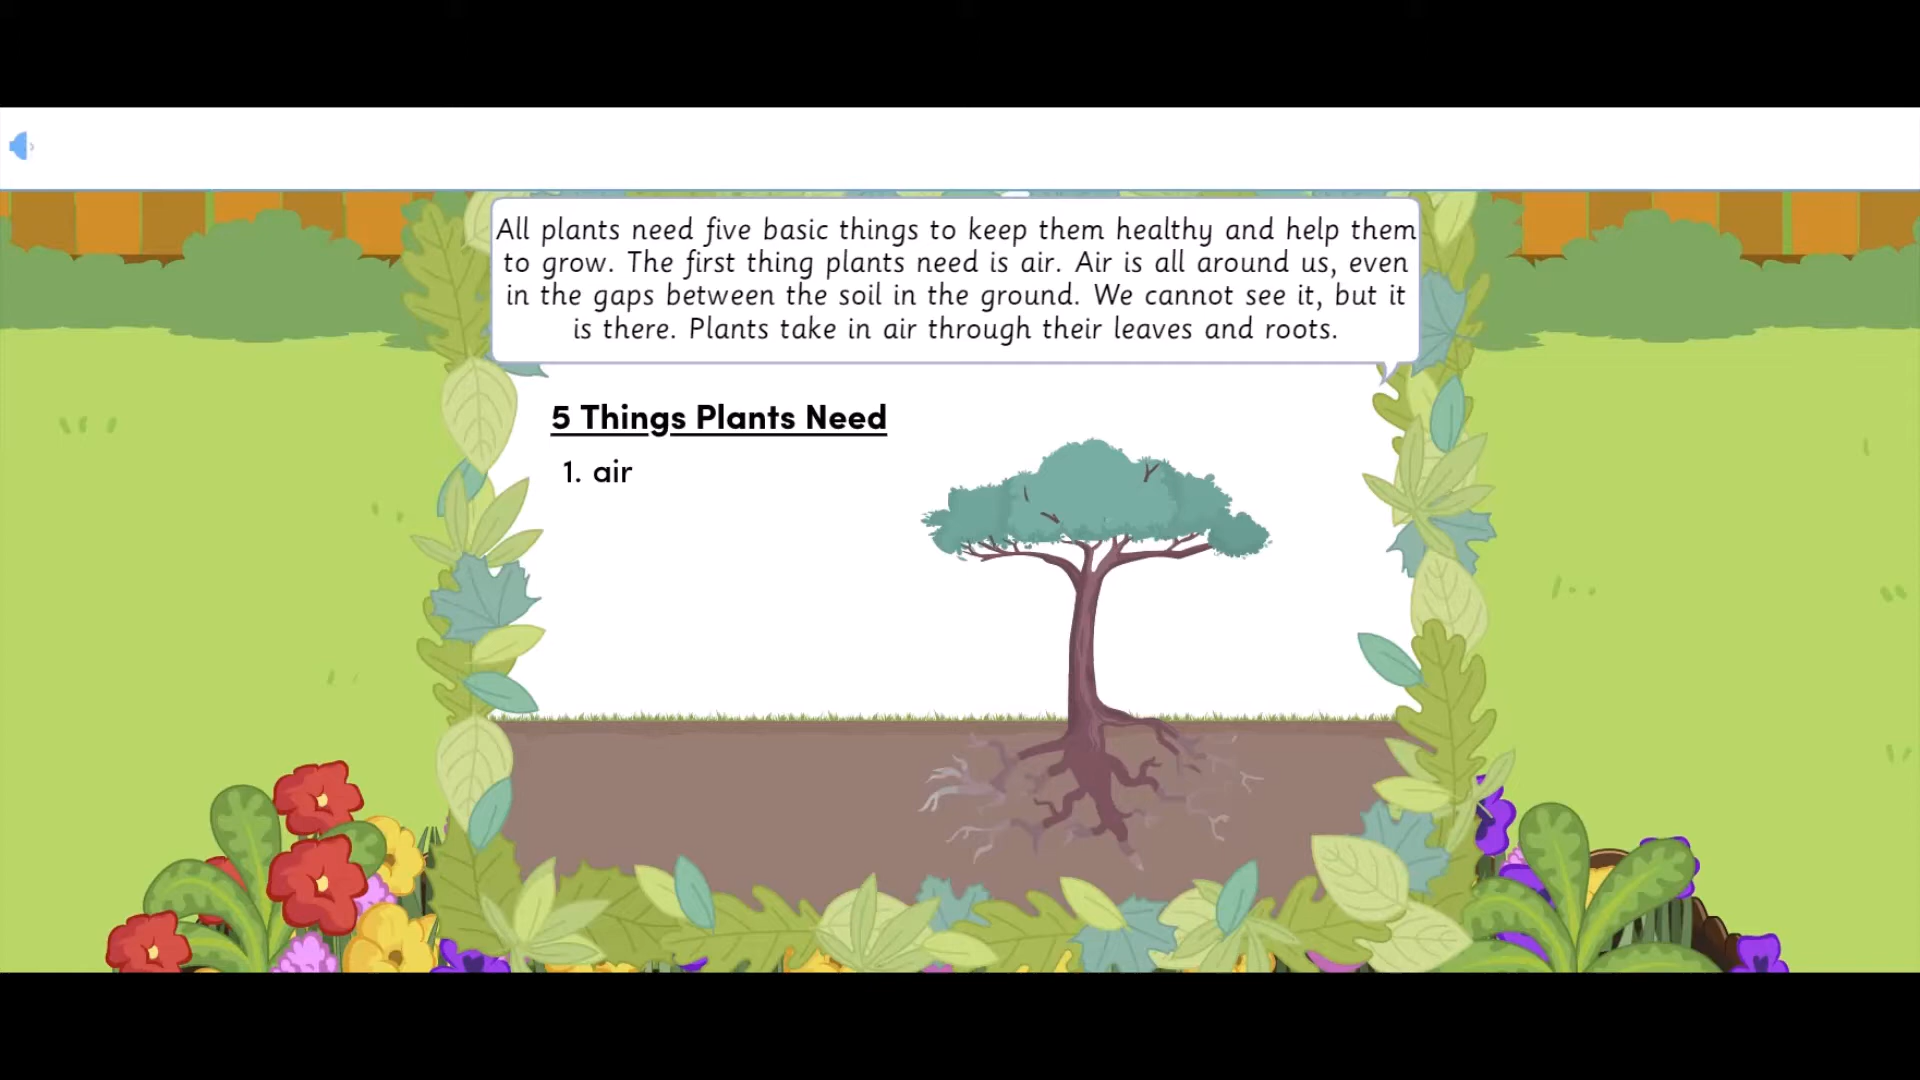 All plants need five basic things to keep them healthy and help them
to grow. The first thing plants need is air. Air is all around us, even
in the gaps between the soil in the ground. We cannot see it, but it
is there. Plants take in air through their leaves and roots.
5 Things Plants Need
1. air